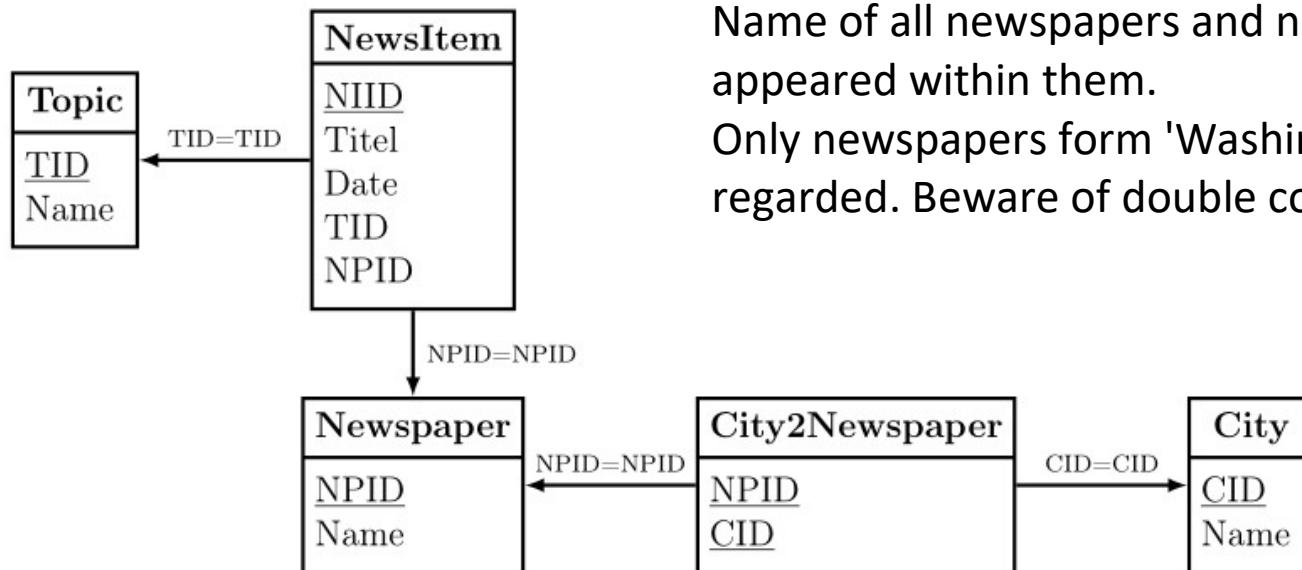 Name of all newspapers and
appeared within them.
Only newspapers form
regarded. Beware of double
NewsItem
NIID
Titel
Date
TID
NPID
Topic
TID
Name
TID=TID
NPID=NPID
Newspaper
NPID
Name
NPID=NPID
City2Newspaper
NPID
CID
CID=CID
City
CID
Name